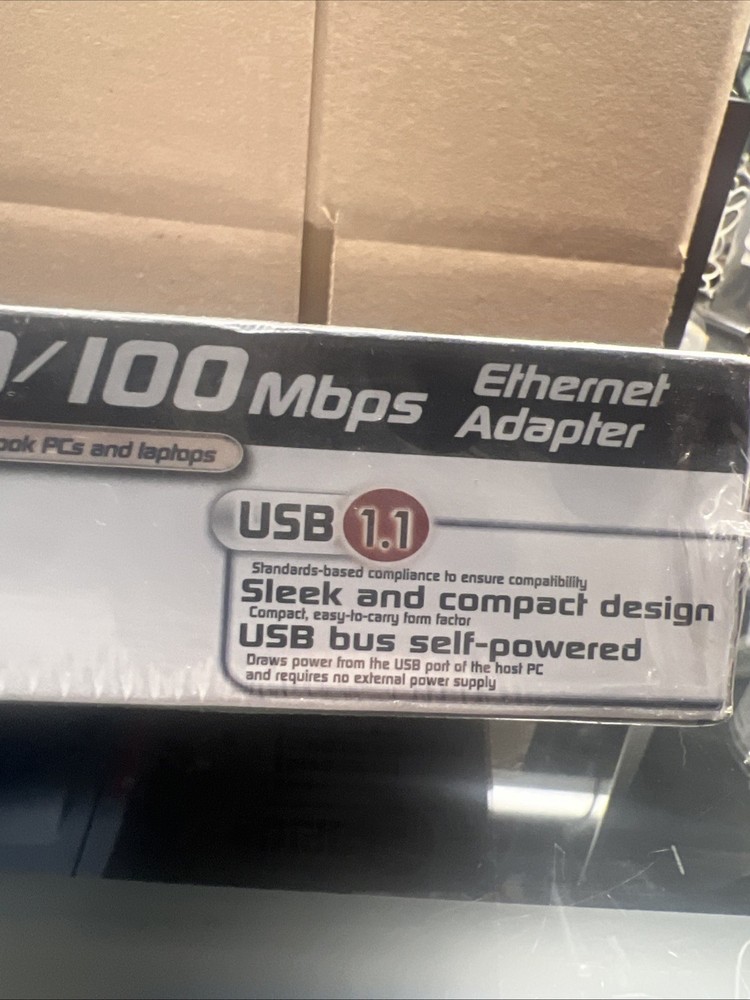 /100 Mbps
Ethernet
Adapter
PCs and laptops
USB 1.1
Standards-based compliance to ensure compatibility
Sleek and compact design
Compact, easy-to-carry form factor
USB bus self-powered
Draws power from the USB port of the host PC
and requires no external power supply